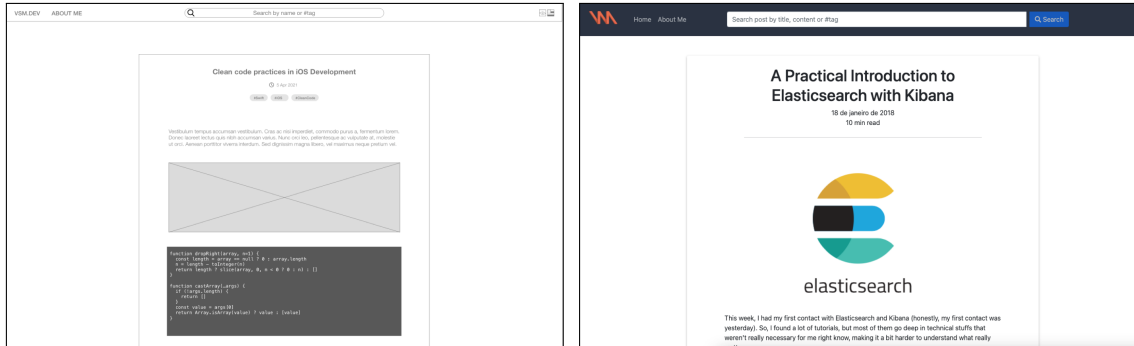 VSM.DEV ABOUT ME Search by name or #tag
Clean code practices in iOS Development
5 Apr 2021
Vestibulum tempus accumsan vestibulum. Cras ac nisi imperdiet, commodo purus a, fermentum lorem.
Donec laoreet lectus quis nibh accumsan varius. Nunc orci leo, pellentesque ac vulputate at, molestie
ut orci. Aenean porttitor viverra interdum. Sed dignissim magna libero, vel maximus neque pretium vel.
function dropRight(array, n=1) {
const length = array == null ? 0 : array.length
n = length - toInteger(n)
return length ? slice(array, 0, n < 0 ? 0 : n) : []
}
function castArray(...args) {
if (!args.length) {
return []
}
const value = args[0]
return Array.isArray(value) ? value : [value]
}
Home About Me Search post by title, content or #tag Search
A Practical Introduction to
Elasticsearch with Kibana
18 de janeiro de 2018
10 min read
elasticsearch
This week, I had my first contact with Elasticsearch and Kibana (honestly, my first contact was
yesterday). So, I found a lot of tutorials, but most of them go deep in technical stuffs that
weren't really necessary for me right know, making it a bit harder to understand what really